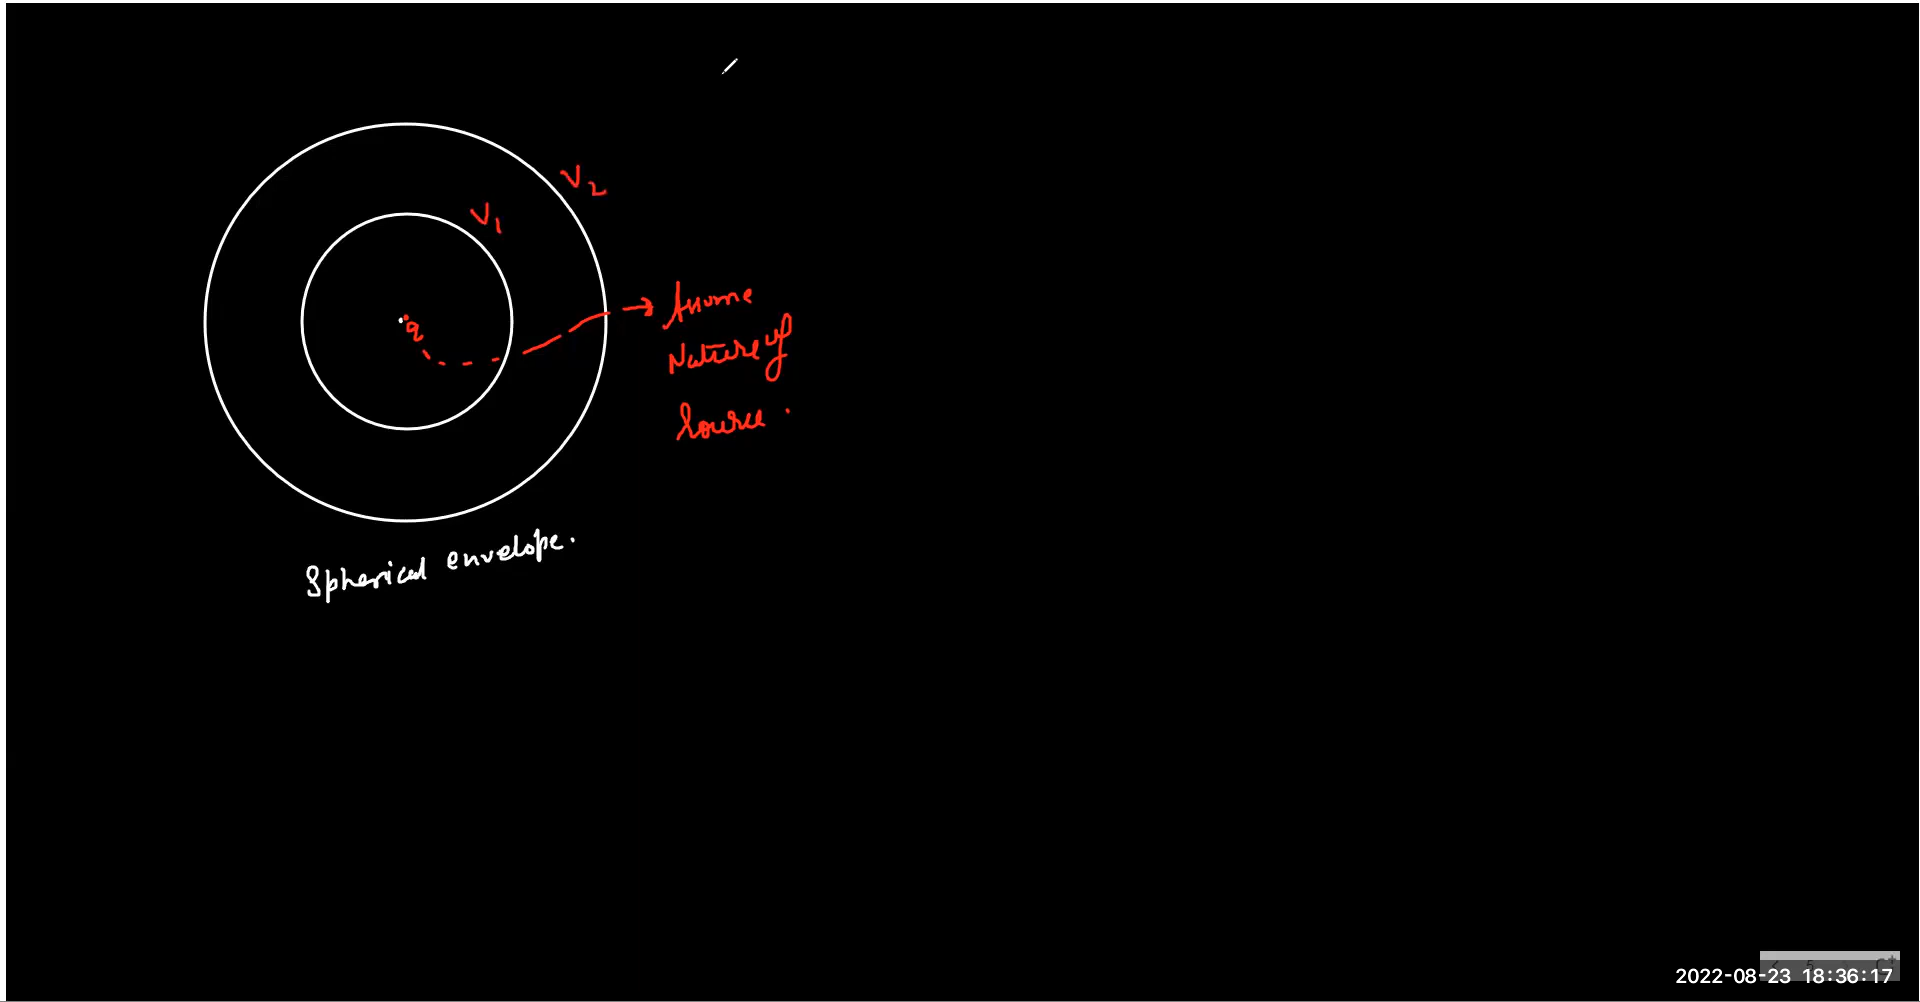 V2
V1
q
Assume
Nature of
Source.
Spherical envelope.
2022-08-23 18:36:17